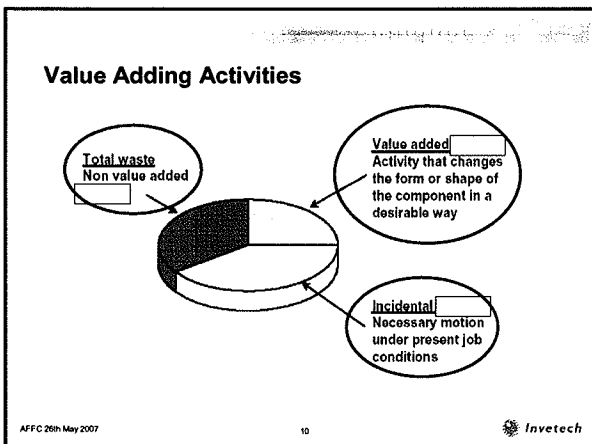 Value Adding Activities
Total waste
Non value added
Value added
Activity that changes
the form or shape of
the component in a
desirable way
Incidental
Necessary motion
under present job
conditions
AFFC 26th May 2007
10
Invetech